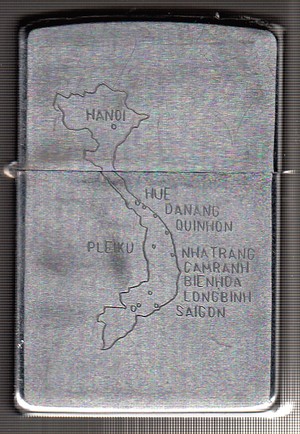 HANOI
HUE
DANANG
QUINHON
PLEIKU
NHATRANG
CAMRANH
BIENHOA
LONGBINH
SAIGON